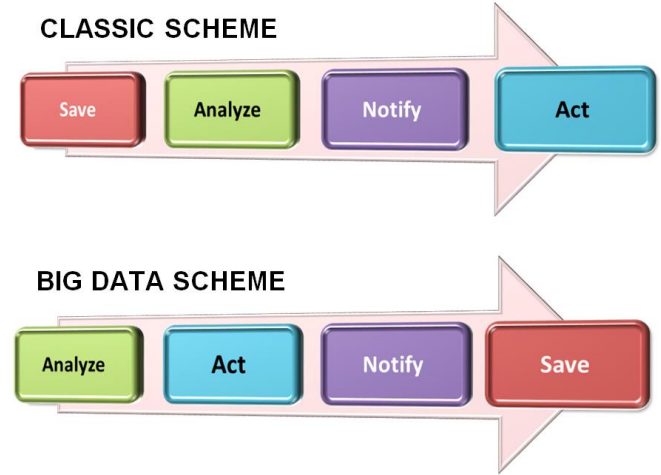 CLASSIC SCHEME
Save Analyze Notify Act
BIG DATA SCHEME
Analyze Act Notify Save